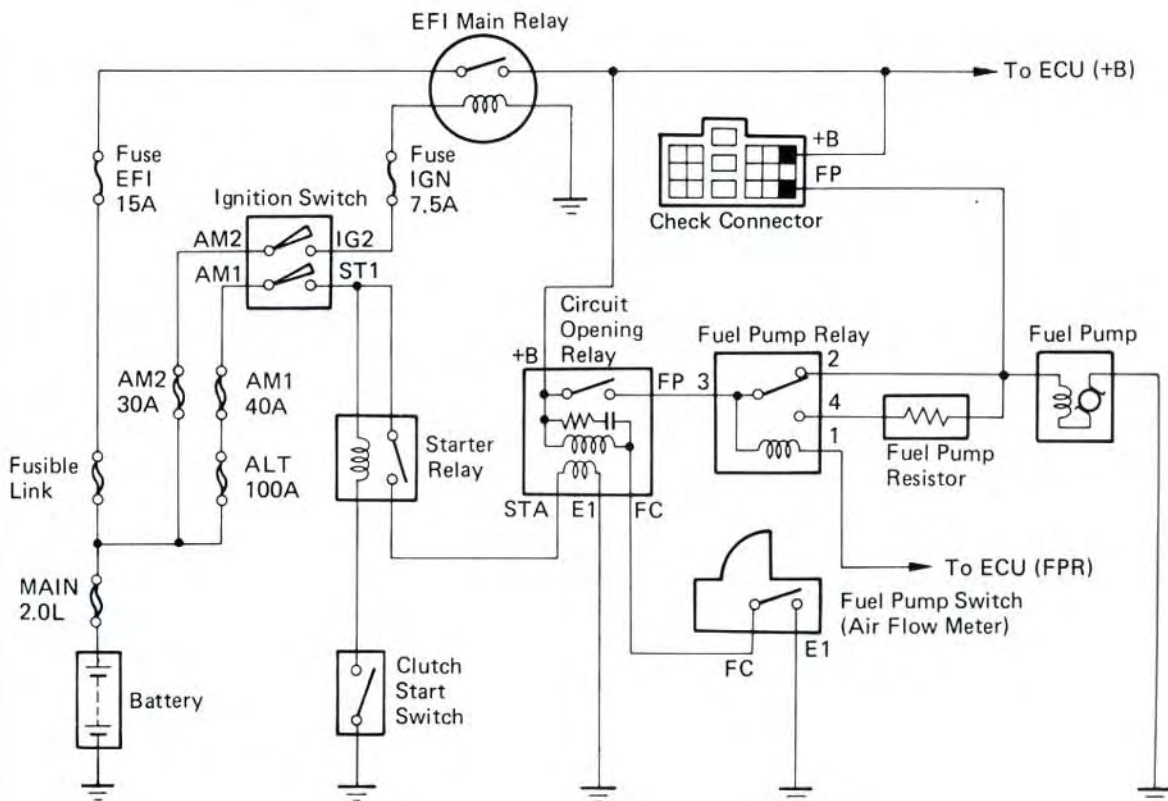 EFI Main Relay
To ECU (+B)
Fuse
EFI
15A
Fuse
IGN
7.5A
+B
FP
Check Connector
Ignition Switch
AM2
IG2
AM1
ST1
Circuit
Opening
Relay
Fuel Pump Relay
Fuel Pump
+B
FP
3
2
4
1
AM2
30A
AM1
40A
Starter
Relay
Fuel Pump
Resistor
Fusible
Link
ALT
100A
STA
E1
FC
To ECU (FPR)
MAIN
2.0L
Fuel Pump Switch
(Air Flow Meter)
FC
E1
Battery
Clutch
Start
Switch